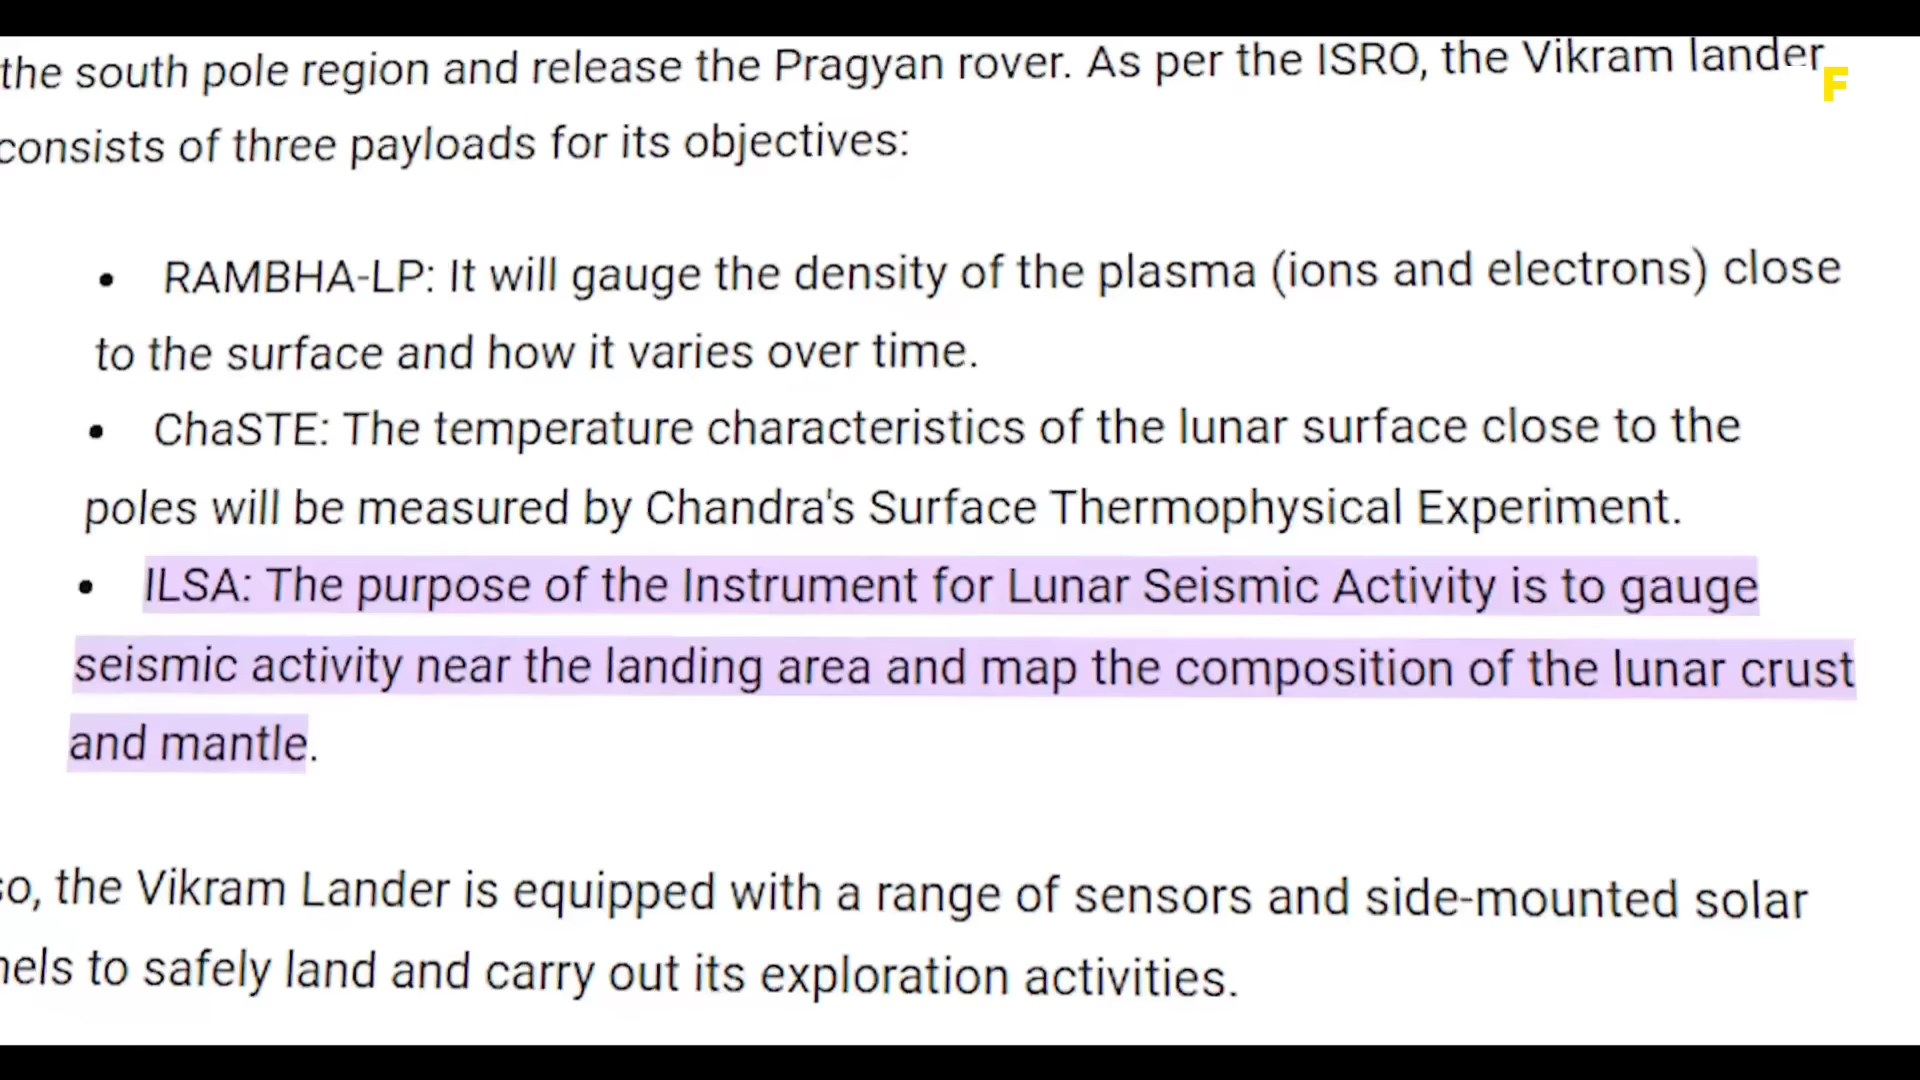 the south pole region and release the Pragyan rover. As per the ISRO, the Vikram lander
F
consists of three payloads for its objectives:
• RAMBHA-LP: It will gauge the density of the plasma (ions and electrons) close
to the surface and how it varies over time.
• ChaSTE: The temperature characteristics of the lunar surface close to the
poles will be measured by Chandra's Surface Thermophysical Experiment.
• ILSA: The purpose of the Instrument for Lunar Seismic Activity is to gauge
seismic activity near the landing area and map the composition of the lunar crust
and mantle.
so, the Vikram Lander is equipped with a range of sensors and side-mounted solar
nels to safely land and carry out its exploration activities.